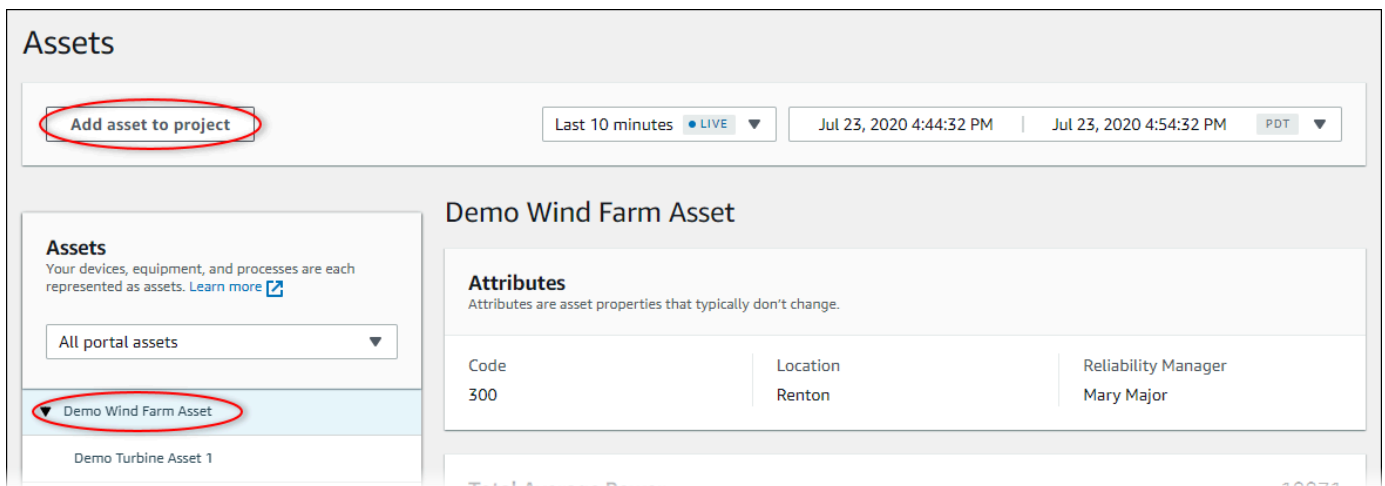 Assets
Add asset to project
Last 10 minutes LIVE
Jul 23, 2020 4:44:32 PM | Jul 23, 2020 4:54:32 PM PDT
Assets
Your devices, equipment, and processes are each
represented as assets. Learn more
All portal assets
Demo Wind Farm Asset
Demo Turbine Asset 1
Demo Wind Farm Asset
Attributes
Attributes are asset properties that typically don't change.
Code
300
Location
Renton
Reliability Manager
Mary Major